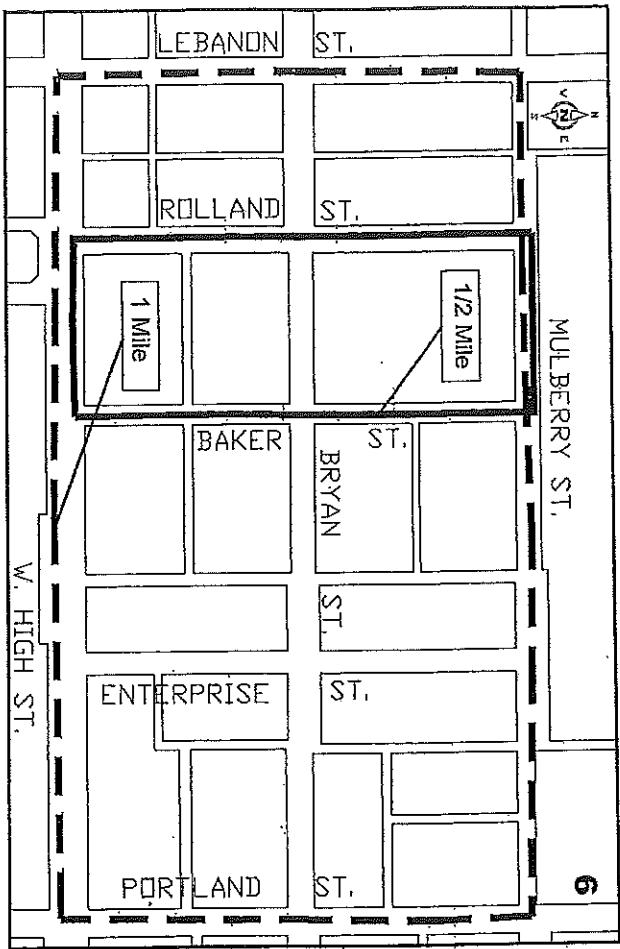 LEBANON ST.
N
W N E
S
ROLLAND ST.
1 Mile
1/2 Mile
MULBERRY ST.
BAKER ST.
BRYAN ST.
W. HIGH ST.
ENTERPRISE ST.
PORTLAND ST.
6